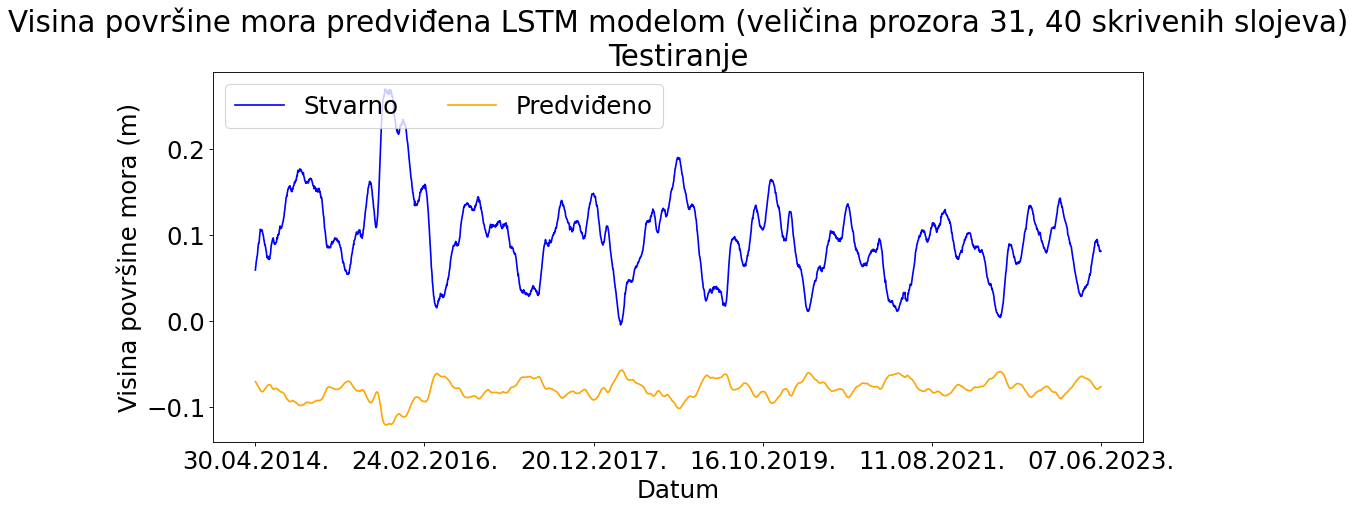 Visina površine mora predviđena LSTM modelom (veličina prozora 31, 40 skrivenih slojeva)
Testiranje
Stvarno Predviđeno
Visina površine mora (m)
0.2
0.1
0.0
−0.1
30.04.2014. 24.02.2016. 20.12.2017. 16.10.2019. 11.08.2021. 07.06.2023.
Datum